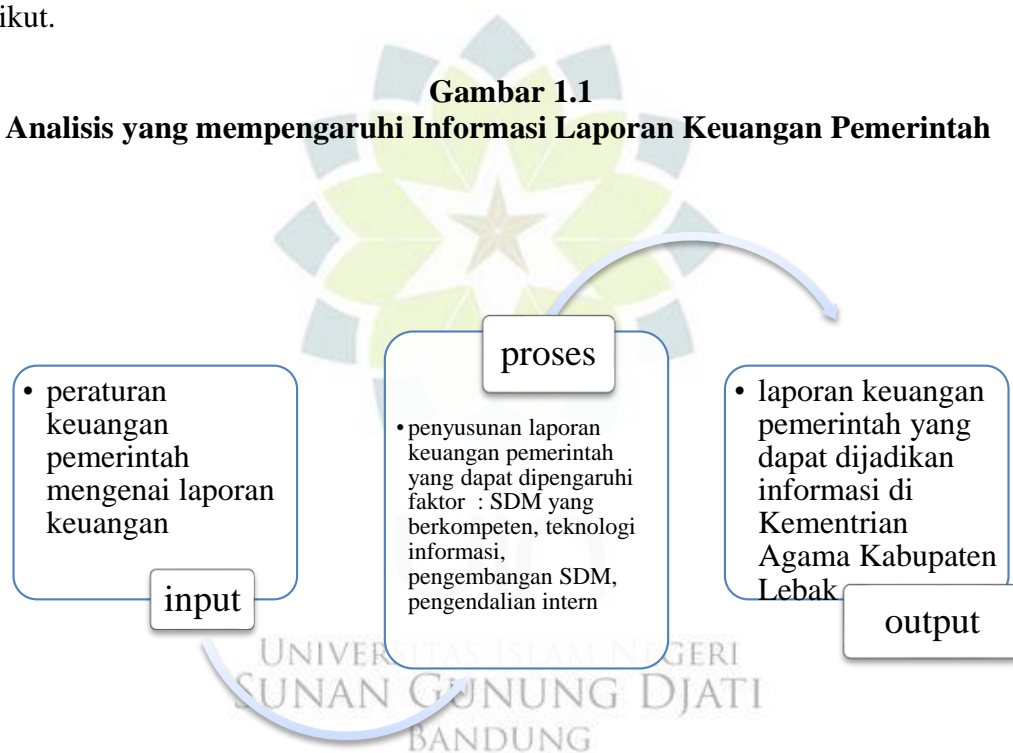 ikut.
Gambar 1.1
Analisis yang mempengaruhi Informasi Laporan Keuangan Pemerintah
• peraturan
keuangan
pemerintah
mengenai laporan
keuangan
input
proses
• penyusunan laporan
keuangan pemerintah
yang dapat dipengaruhi
faktor : SDM yang
berkompeten, teknologi
informasi,
pengembangan SDM,
pengendalian intern
• laporan keuangan
pemerintah yang
dapat dijadikan
informasi di
Kementrian
Agama Kabupaten
Lebak
output
UNIVERSITAS ISLAM NEGERI
SUNAN GUNUNG DJATI
BANDUNG